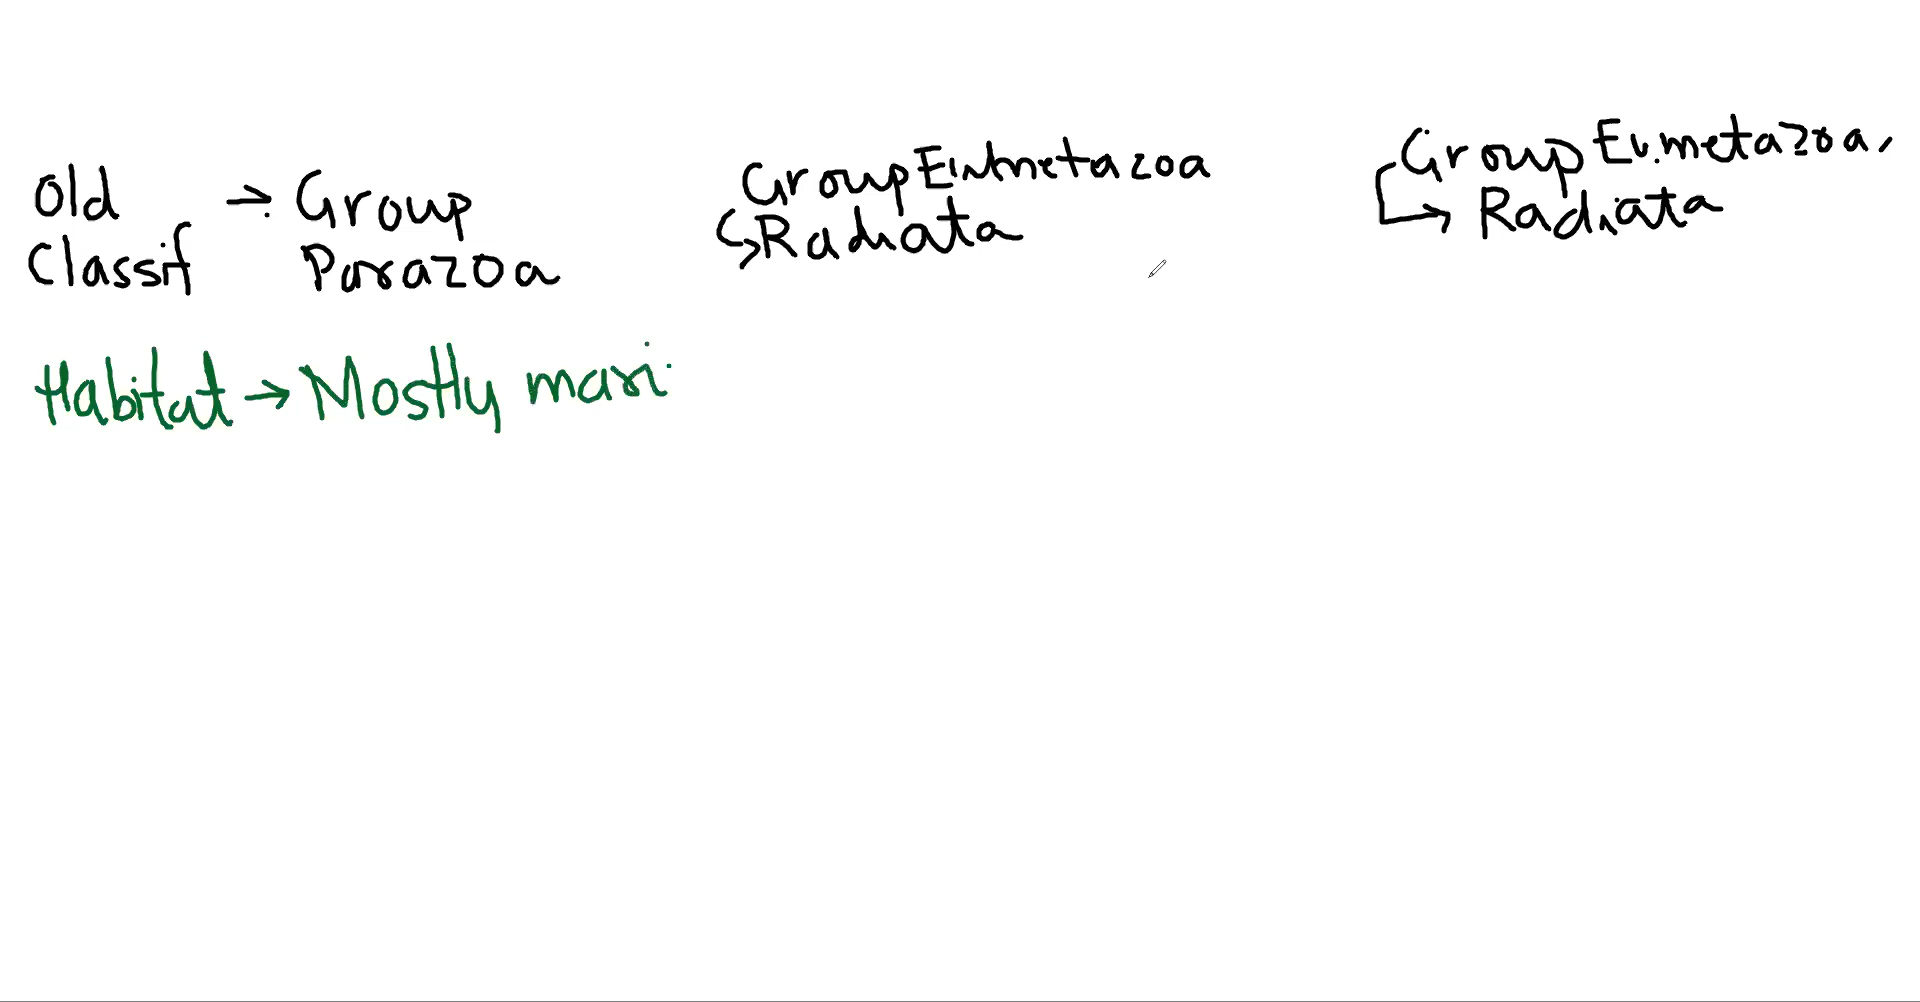 Old → Group
Classif Parazoa
Group Eumetazoa
↳ Radiata
Group Eumetazoa,
↳ Radiata
Habitat → Mostly mari